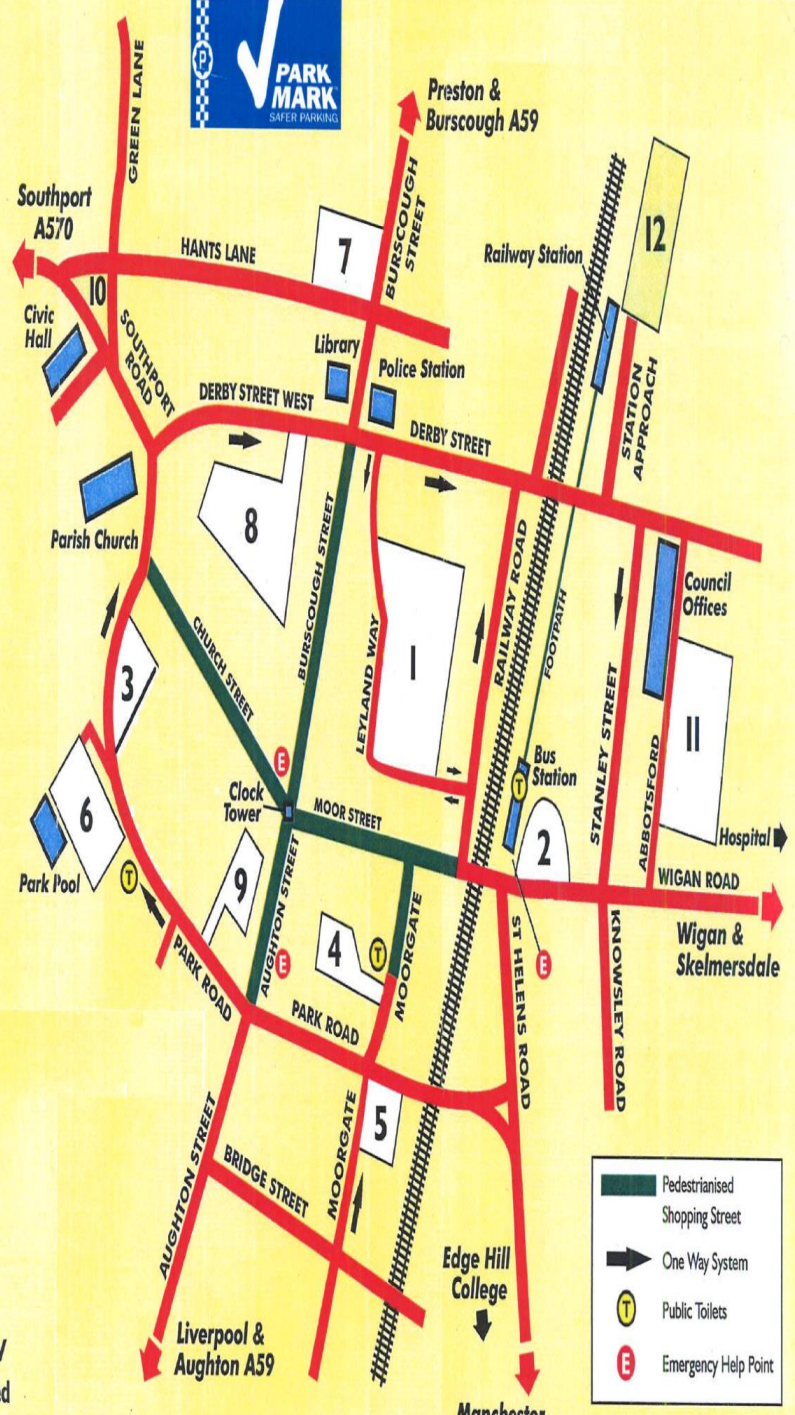 P
PARK
MARK
SAFER PARKING
GREEN LANE
Preston &
Burscough A59
Southport
A570
HANTS LANE
7
BURSCOUGH
STREET
Railway Station
12
10
Civic
Hall
SOUTHPORT
ROAD
Library
Police Station
DERBY STREET WEST
DERBY STREET
STATION
APPROACH
Parish Church
8
BURSCOUGH STREET
RAILWAY ROAD
FOOTPATH
Council
Offices
CHURCH STREET
LEYLAND WAY
1
STANLEY STREET
3
11
E
Bus
Station
T
ABBOTSFORD
Clock
Tower
MOOR STREET
6
2
Hospital
Park Pool
T
9
WIGAN ROAD
AUGHTON STREET
4
T
MOORGATE
E
E
ST HELENS ROAD
KNOWSLEY ROAD
Wigan &
Skelmersdale
PARK ROAD
PARK ROAD
5
AUGHTON STREET
MOORGATE
BRIDGE STREET
Pedestrianised
Shopping Street
One Way System
T Public Toilets
E Emergency Help Point
Edge Hill
College
Liverpool &
Aughton A59
Manchester
ed